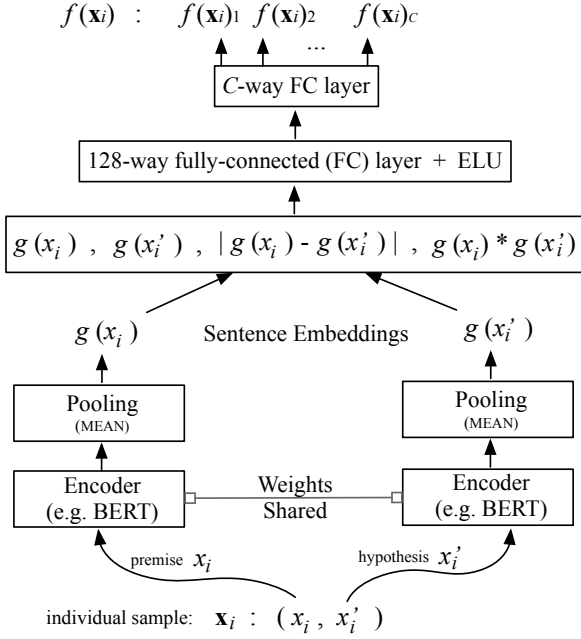 f(𝐱ᵢ) : f(𝐱ᵢ)₁ f(𝐱ᵢ)₂ ... f(𝐱ᵢ)_C
C-way FC layer
128-way fully-connected (FC) layer + ELU
g(xᵢ) , g(xᵢ′) , | g(xᵢ) - g(xᵢ′) | , g(xᵢ) * g(xᵢ′)
g(xᵢ) Sentence Embeddings g(xᵢ′)
Pooling
(MEAN)
Pooling
(MEAN)
Encoder
(e.g. BERT)
Weights
Shared
Encoder
(e.g. BERT)
premise xᵢ
hypothesis xᵢ′
individual sample: 𝐱ᵢ : ( xᵢ , xᵢ′ )